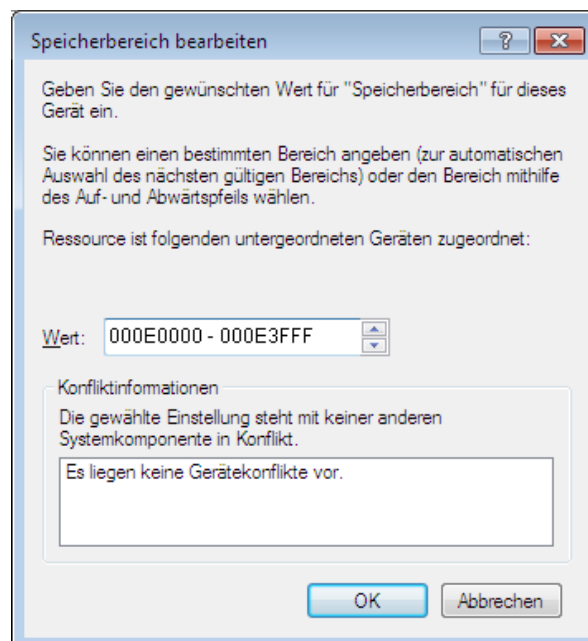 Speicherbereich bearbeiten
Geben Sie den gewünschten Wert für "Speicherbereich" für dieses
Gerät ein.
Sie können einen bestimmten Bereich angeben (zur automatischen
Auswahl des nächsten gültigen Bereichs) oder den Bereich mithilfe
des Auf- und Abwärtspfeils wählen.
Ressource ist folgenden untergeordneten Geräten zugeordnet:
Wert: 000E0000 - 000E3FFF
Konfliktinformationen
Die gewählte Einstellung steht mit keiner anderen
Systemkomponente in Konflikt.
Es liegen keine Gerätekonflikte vor.
OK Abbrechen